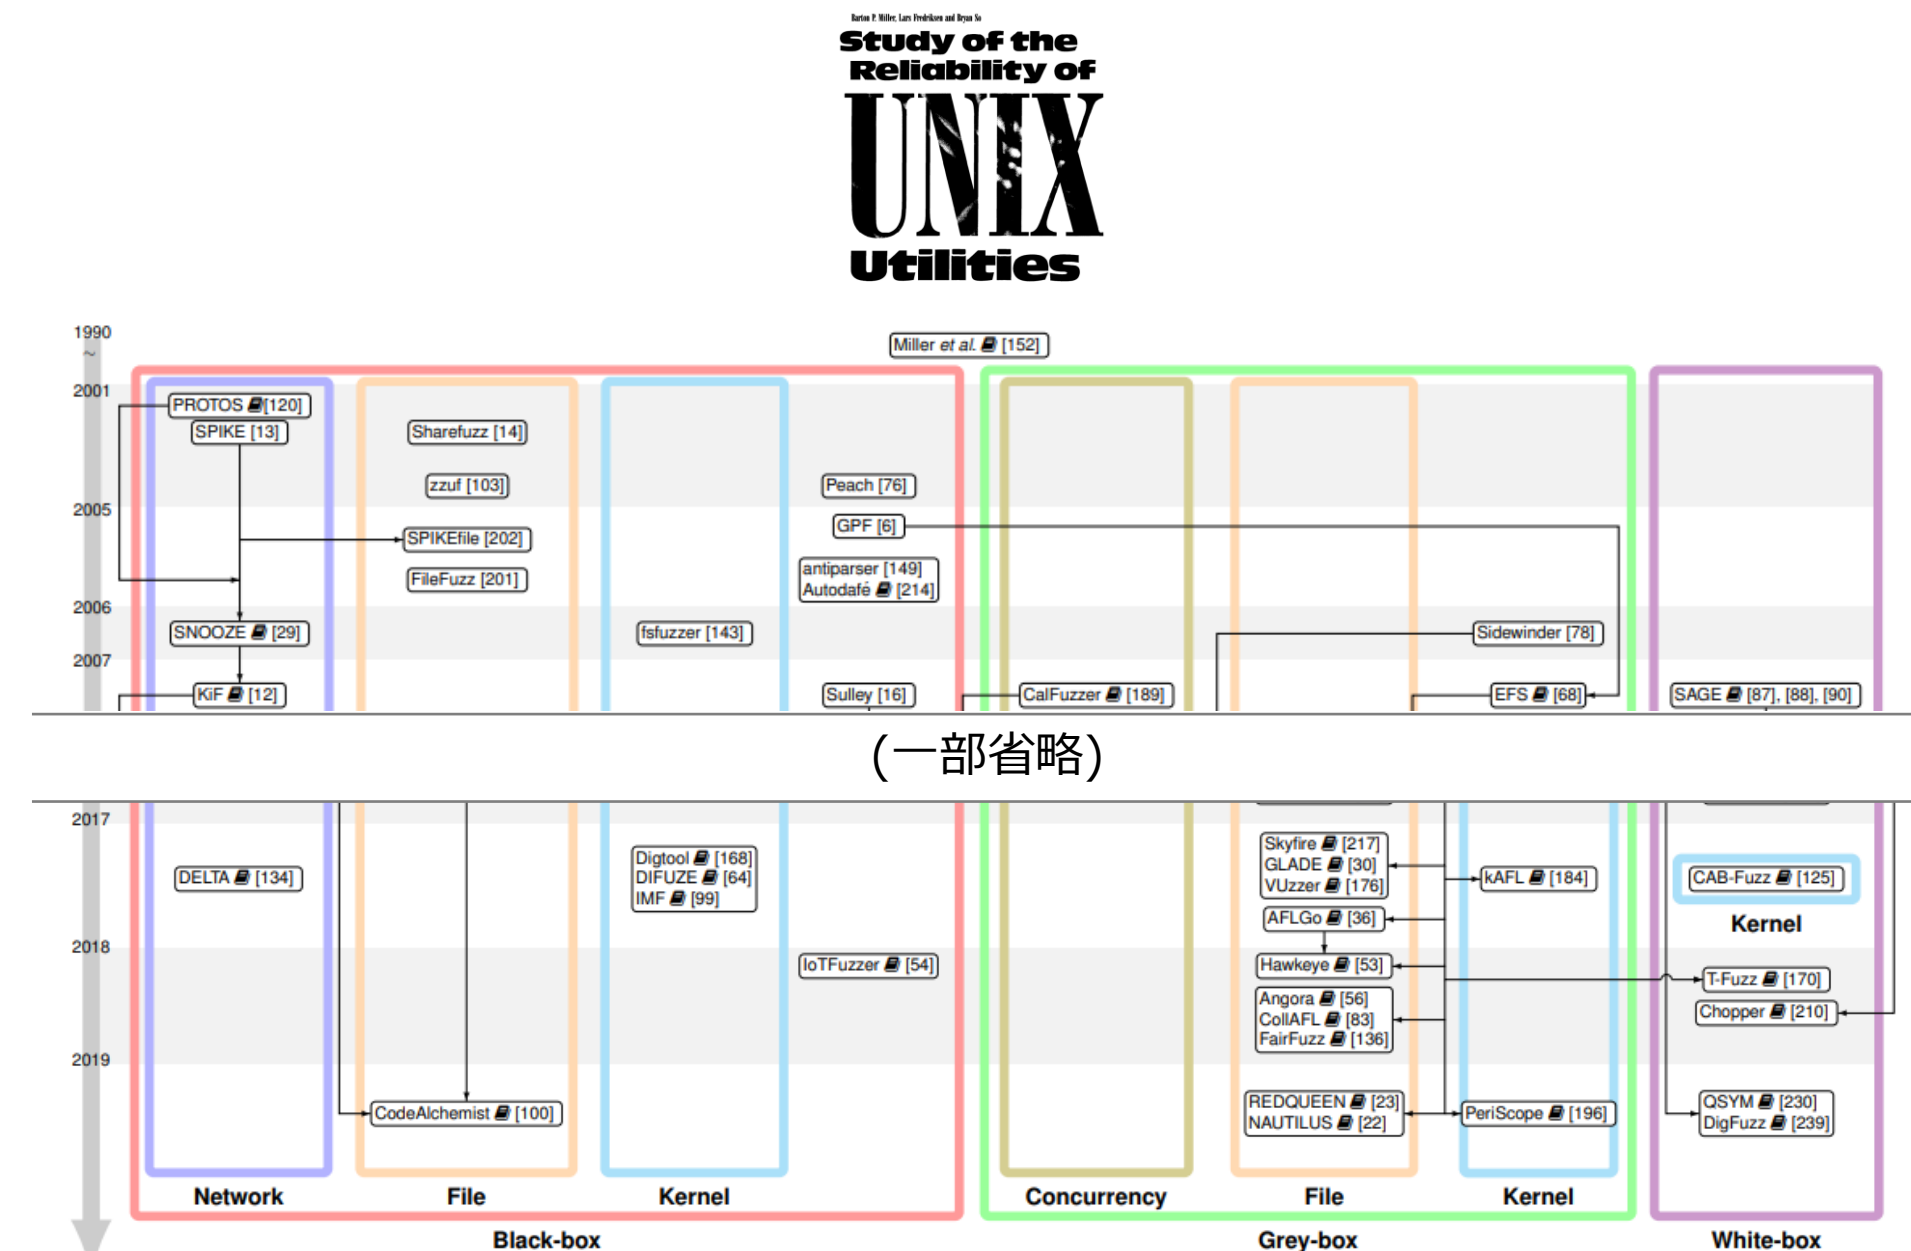 Barton P. Miller, Lars Fredriksen and Bryan So
Study of the
Reliability of
UNIX
Utilities
1990
~
Miller et al. [152]
2001
PROTOS [120]
SPIKE [13]
Sharefuzz [14]
zzuf [103]
Peach [76]
2005
GPF [6]
SPIKEfile [202]
FileFuzz [201]
antiparser [149]
Autodafé [214]
2006
SNOOZE [29]
fsfuzzer [143]
Sidewinder [78]
2007
KiF [12]
Sulley [16]
CalFuzzer [189]
EFS [68]
SAGE [87], [88], [90]
(一部省略)
2017
Skyfire [217]
GLADE [30]
VUzzer [176]
Digtool [168]
DIFUZE [64]
IMF [99]
DELTA [134]
kAFL [184]
CAB-Fuzz [125]
Kernel
AFLGo [36]
2018
IoTFuzzer [54]
Hawkeye [53]
T-Fuzz [170]
Angora [56]
CollAFL [83]
FairFuzz [136]
Chopper [210]
2019
CodeAlchemist [100]
REDQUEEN [23]
NAUTILUS [22]
PeriScope [196]
QSYM [230]
DigFuzz [239]
Network
File
Kernel
Concurrency
File
Kernel
Black-box
Grey-box
White-box